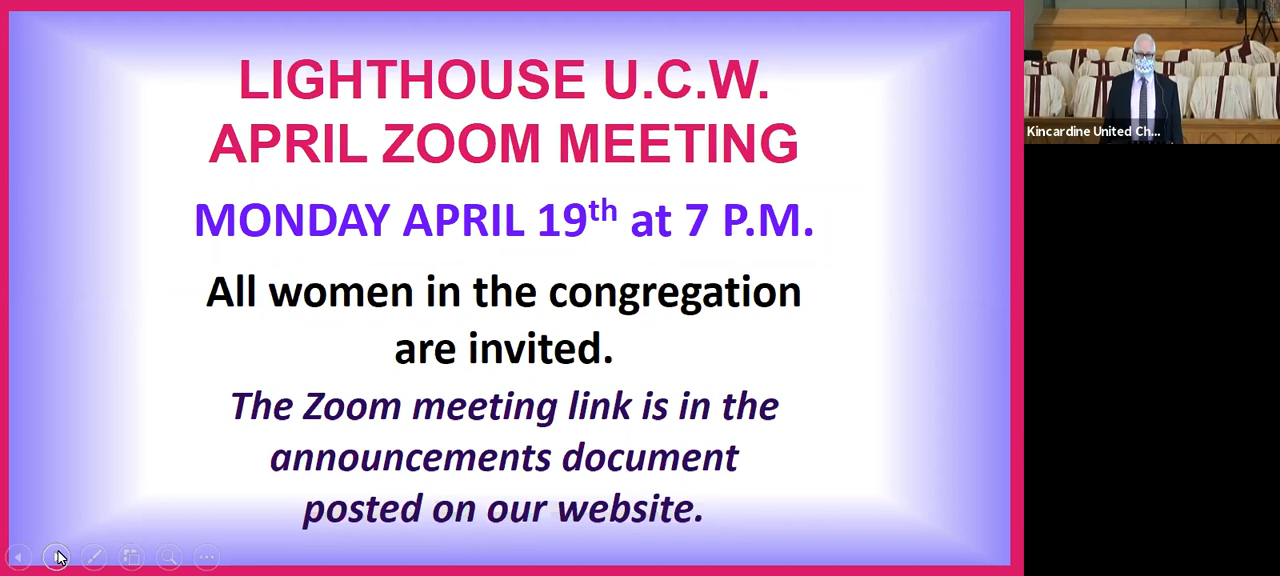 LIGHTHOUSE U.C.W.
APRIL ZOOM MEETING
MONDAY APRIL 19th at 7 P.M.
All women in the congregation
are invited.
The Zoom meeting link is in the
announcements document
posted on our website.
Kincardine United Ch...